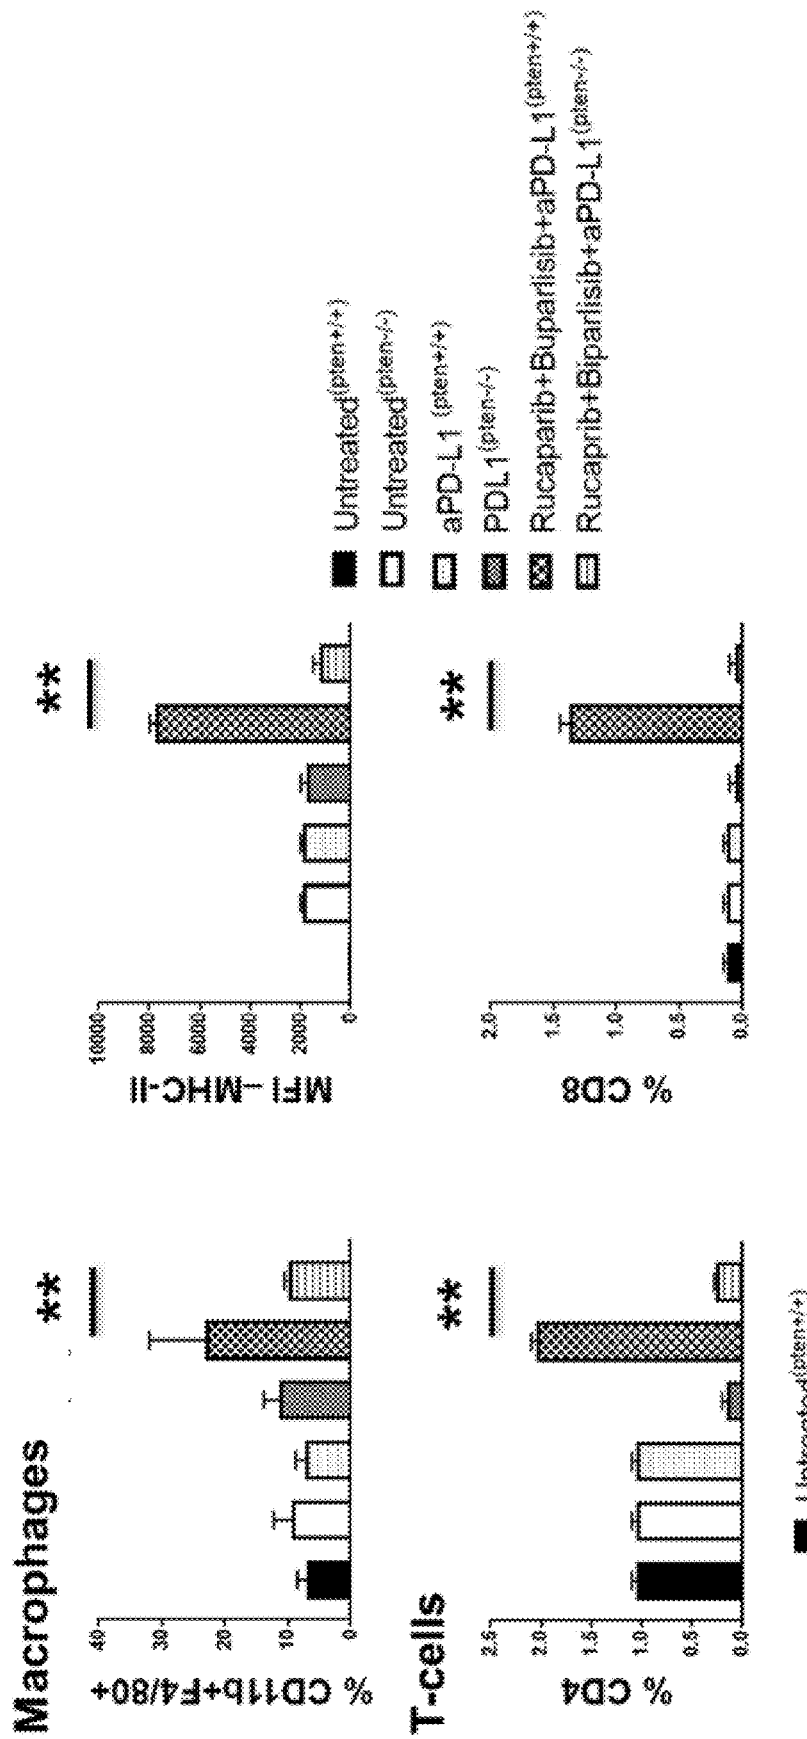 Macrophages
% CD11b+F4/80+
40
30
20
10
0
**
MFI –MHC-II
10000
8000
6000
4000
2000
0
**
T-cells
% CD4
2.5
2.0
1.5
1.0
0.5
0.0
**
% CD8
2.0
1.5
1.0
0.5
0.0
**
Untreated(pten+/+)
Untreated(pten-/-)
aPD-L1 (pten+/+)
PDL1(pten-/-)
Rucaparib+Buparlisib+aPD-L1(pten+/+)
Rucaprib+Biparlisib+aPD-L1(pten-/-)
Untreated(pten+/+)